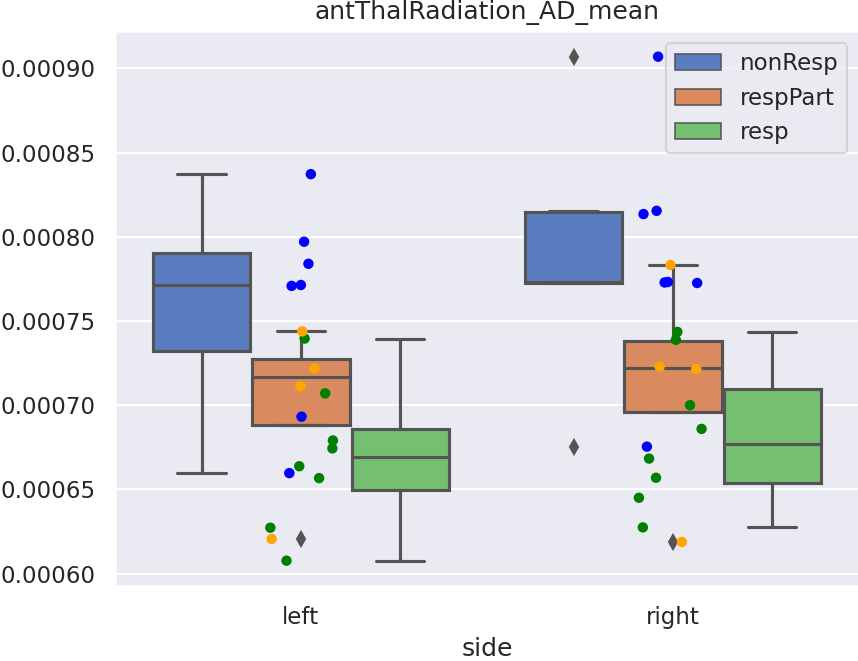 antThalRadiation_AD_mean
0.00090
0.00085
0.00080
0.00075
0.00070
0.00065
0.00060
nonResp
respPart
resp
left right
side